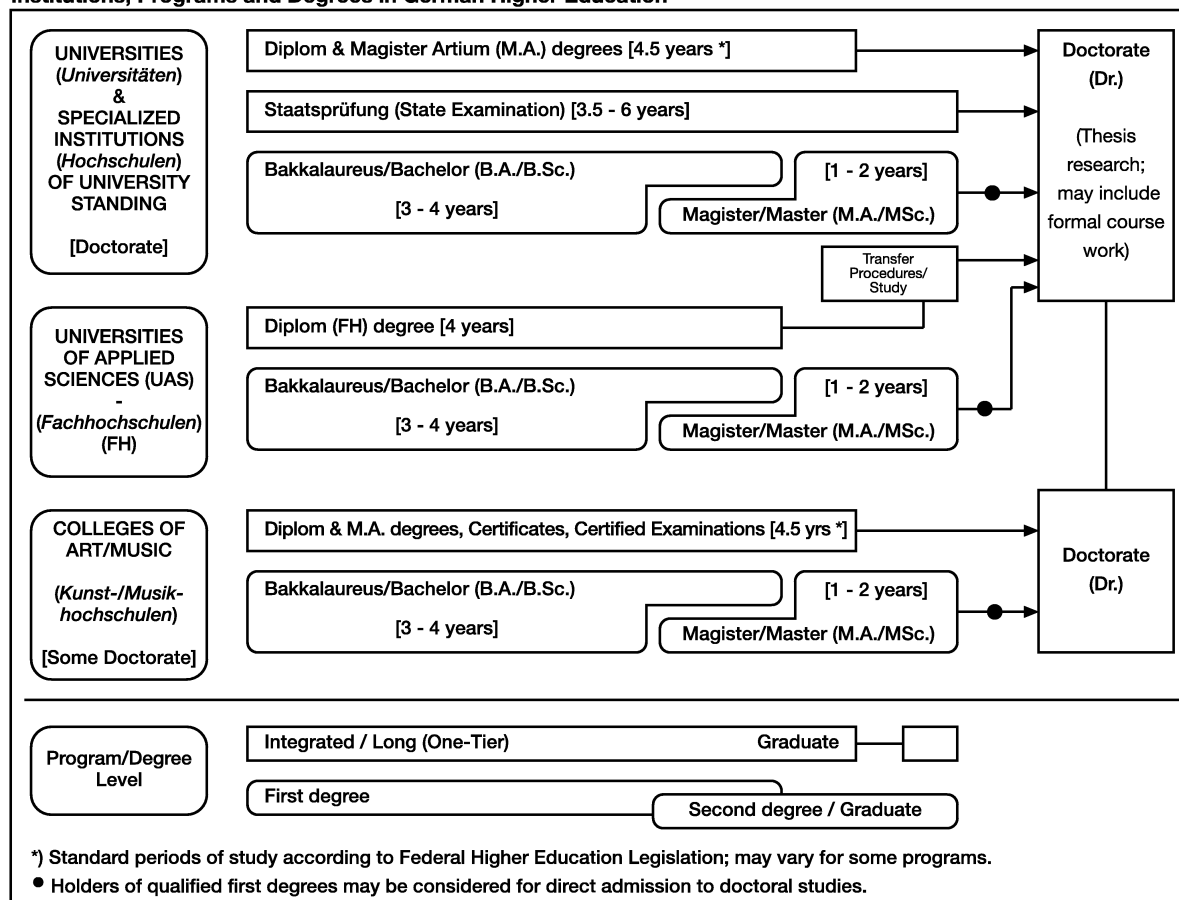 Institutions, Programs and Degrees in German Higher Education
UNIVERSITIES
(Universitäten)
&
SPECIALIZED
INSTITUTIONS
(Hochschulen)
OF UNIVERSITY
STANDING
[Doctorate]
Diplom & Magister Artium (M.A.) degrees [4.5 years *]
Staatsprüfung (State Examination) [3.5 - 6 years]
Bakkalaureus/Bachelor (B.A./B.Sc.)
[3 - 4 years]
[1 - 2 years]
Magister/Master (M.A./MSc.)
Doctorate
(Dr.)
(Thesis
research;
may include
formal course
work)
Transfer
Procedures/
Study
UNIVERSITIES
OF APPLIED
SCIENCES (UAS)
-
(Fachhochschulen)
(FH)
Diplom (FH) degree [4 years]
Bakkalaureus/Bachelor (B.A./B.Sc.)
[3 - 4 years]
[1 - 2 years]
Magister/Master (M.A./MSc.)
COLLEGES OF
ART/MUSIC
(Kunst-/Musik-
hochschulen)
[Some Doctorate]
Diplom & M.A. degrees, Certificates, Certified Examinations [4.5 yrs *]
Bakkalaureus/Bachelor (B.A./B.Sc.)
[3 - 4 years]
[1 - 2 years]
Magister/Master (M.A./MSc.)
Doctorate
(Dr.)
Program/Degree
Level
Integrated / Long (One-Tier)
Graduate
First degree
Second degree / Graduate
*) Standard periods of study according to Federal Higher Education Legislation; may vary for some programs.
● Holders of qualified first degrees may be considered for direct admission to doctoral studies.